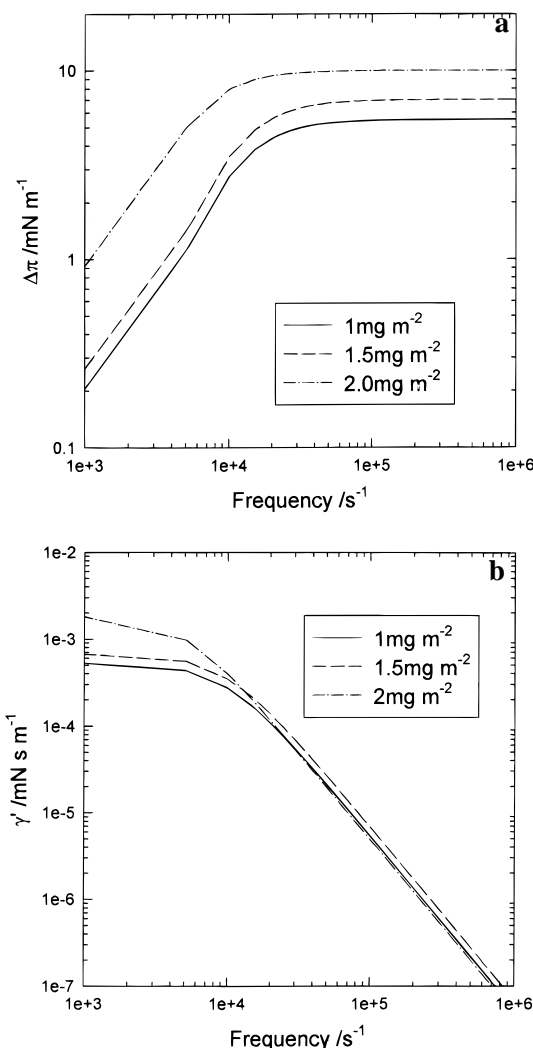 a
10
1
0.1
Δπ /mN m⁻¹
1mg m⁻²
1.5mg m⁻²
2.0mg m⁻²
1e+3 1e+4 1e+5 1e+6
Frequency /s⁻¹
b
1e-2
1e-3
1e-4
1e-5
1e-6
1e-7
γ' /mN s m⁻¹
1mg m⁻²
1.5mg m⁻²
2mg m⁻²
1e+3 1e+4 1e+5 1e+6
Frequency /s⁻¹